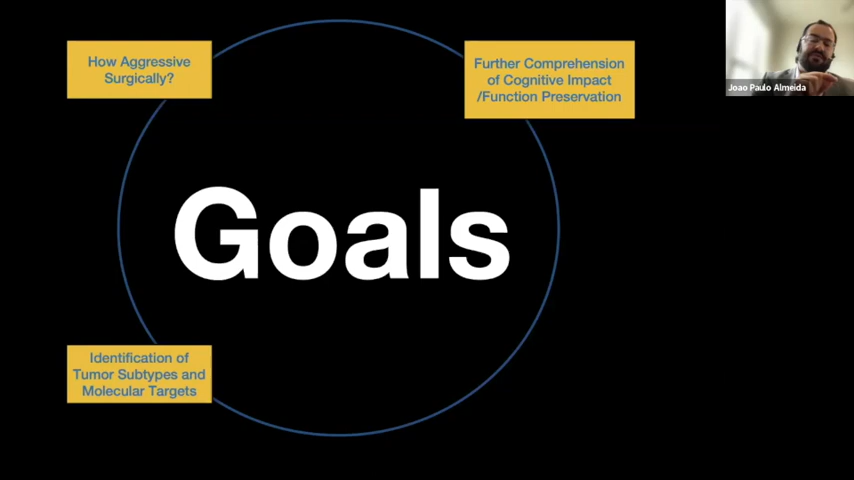 How Aggressive
Surgically?
Further Comprehension
of Cognitive Impact
/Function Preservation
Joao Paulo Almeida
Goals
Identification of
Tumor Subtypes and
Molecular Targets